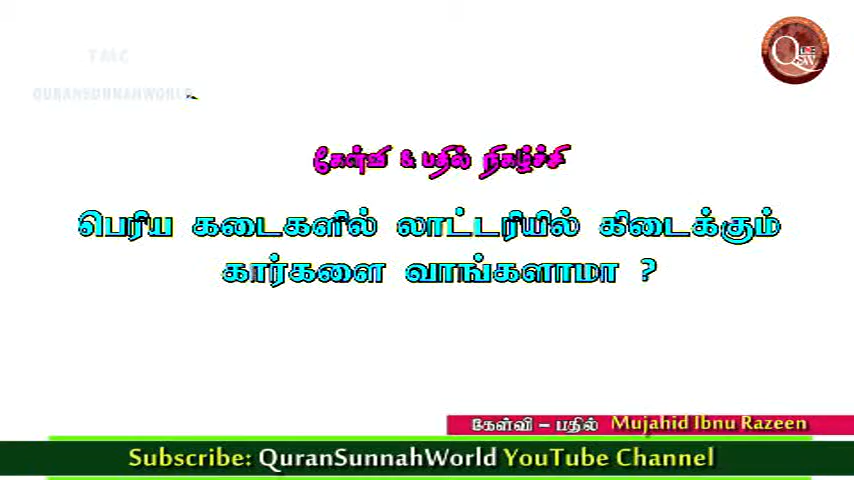 TMC
QURANSUNNAHWORLD
கேள்வி & பதில் நிகழ்ச்சி
பெரிய கடைகளில் லாட்டரியில் கிடைக்கும்
கார்களை வாங்களாமா ?
கேள்வி – பதில் Mujahid Ibnu Razeen
Subscribe: QuranSunnahWorld YouTube Channel